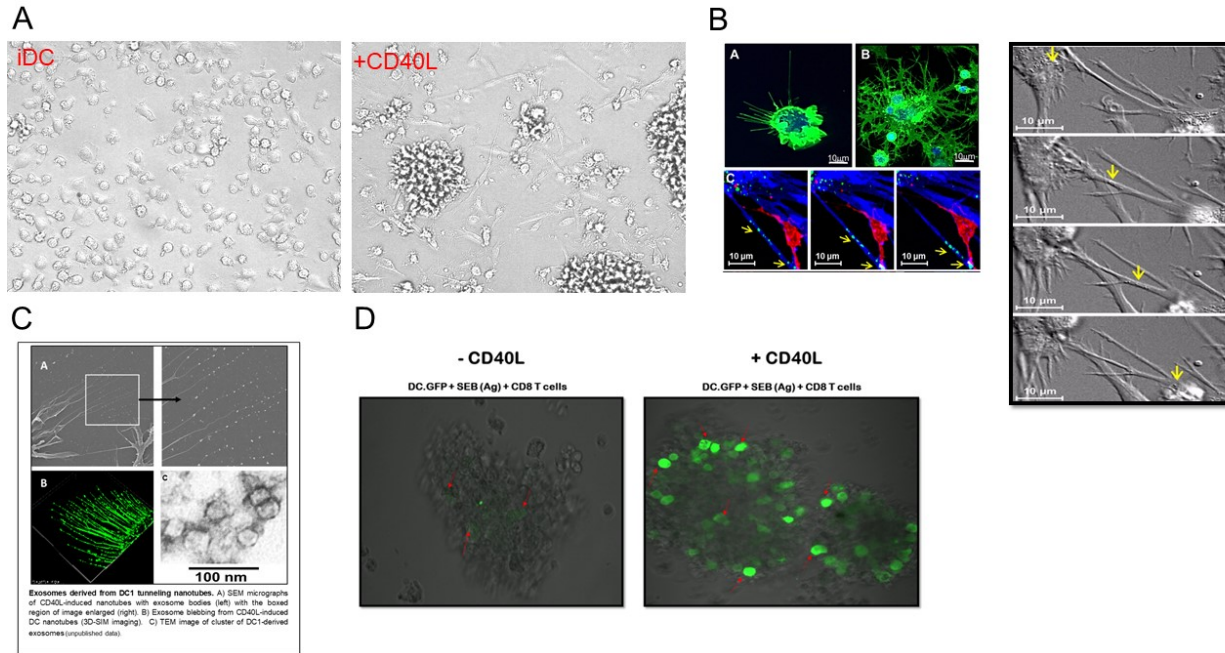 A
iDC
+CD40L
B
A
10µm
B
10µm
C
10 µm
10 µm
10 µm
10 µm
10 µm
10 µm
10 µm
C
A
B
C
100 nm
Exosomes derived from DC1 tunneling nanotubes. A) SEM micrographs
of CD40L-induced nanotubes with exosome bodies (left) with the boxed
region of image enlarged (right). B) Exosome blebbing from CD40L-induced
DC nanotubes (3D-SIM imaging). C) TEM image of cluster of DC1-derived
exosomes (unpublished data).
D
- CD40L
DC.GFP + SEB (Ag) + CD8 T cells
+ CD40L
DC.GFP + SEB (Ag) + CD8 T cells